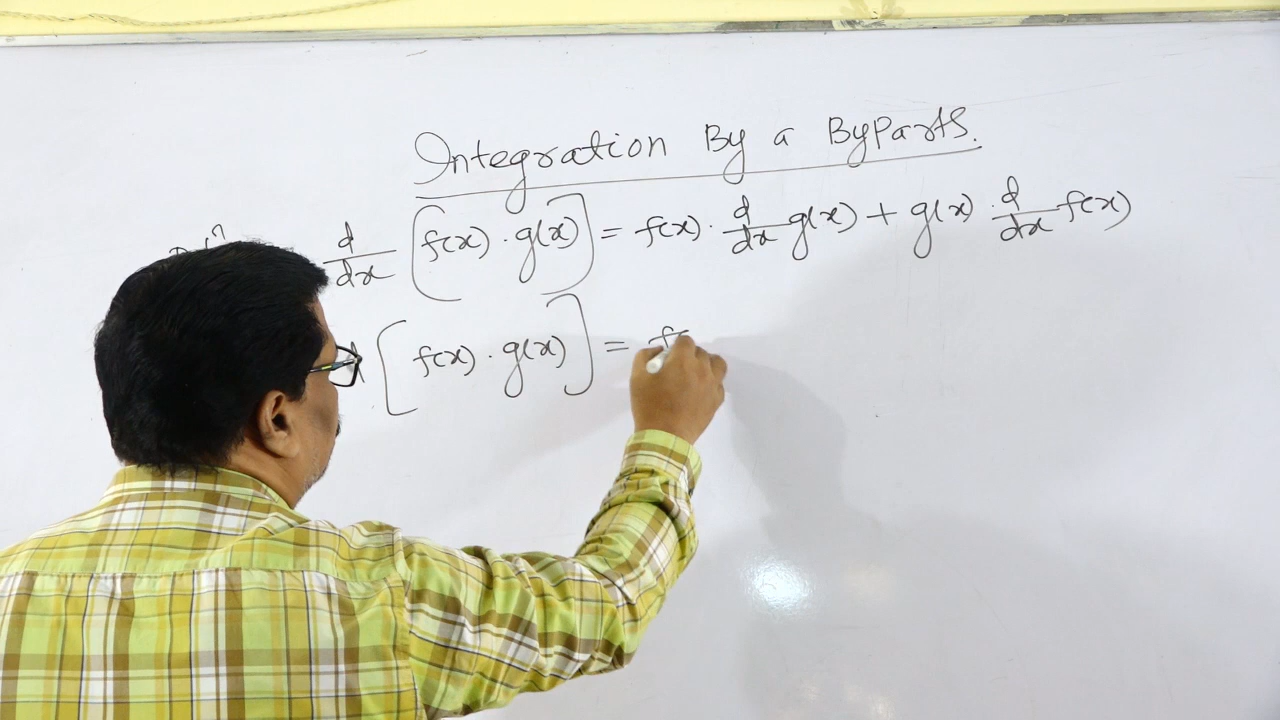 Integration By a ByParts.
d/dx [f(x) · g(x)] = f(x) · d/dx g(x) + g(x) · d/dx f(x)
d [f(x) · g(x)] =